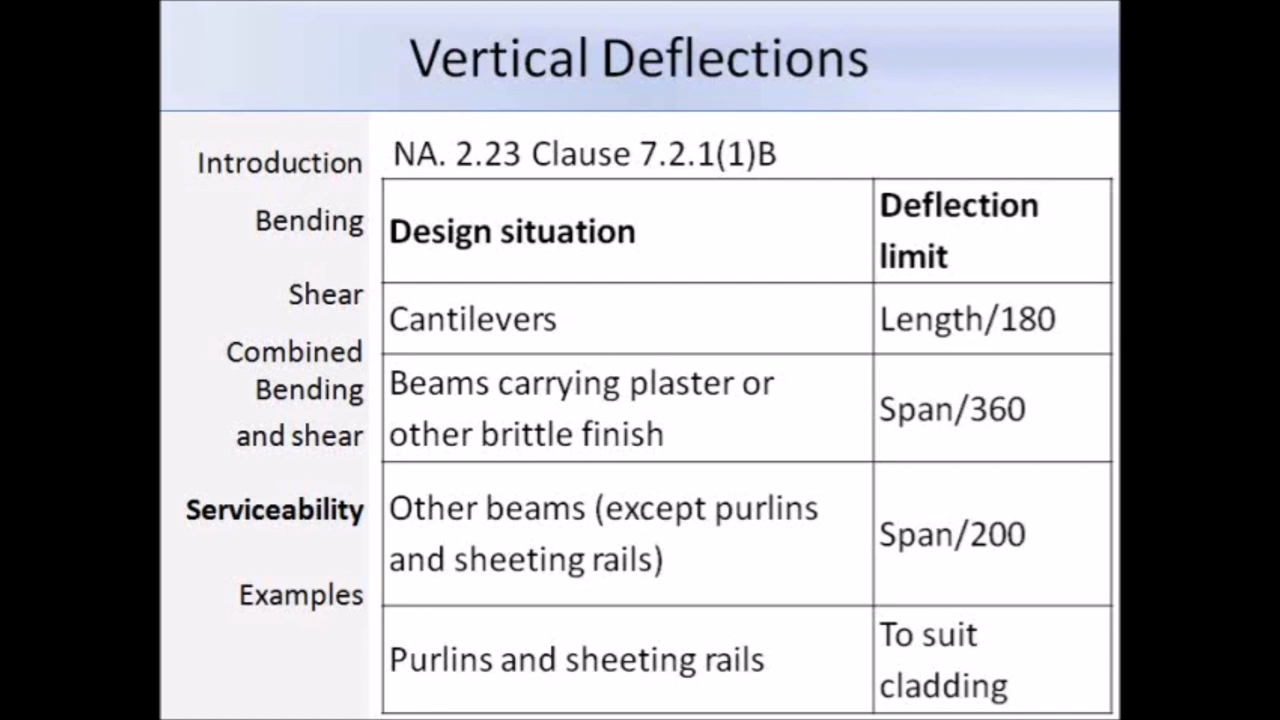 Vertical Deflections
Introduction
Bending
Shear
Combined
Bending
and shear
Serviceability
Examples
NA. 2.23 Clause 7.2.1(1)B
Design situation
Deflection
limit
Cantilevers
Length/180
Beams carrying plaster or
other brittle finish
Span/360
Other beams (except purlins
and sheeting rails)
Span/200
Purlins and sheeting rails
To suit
cladding